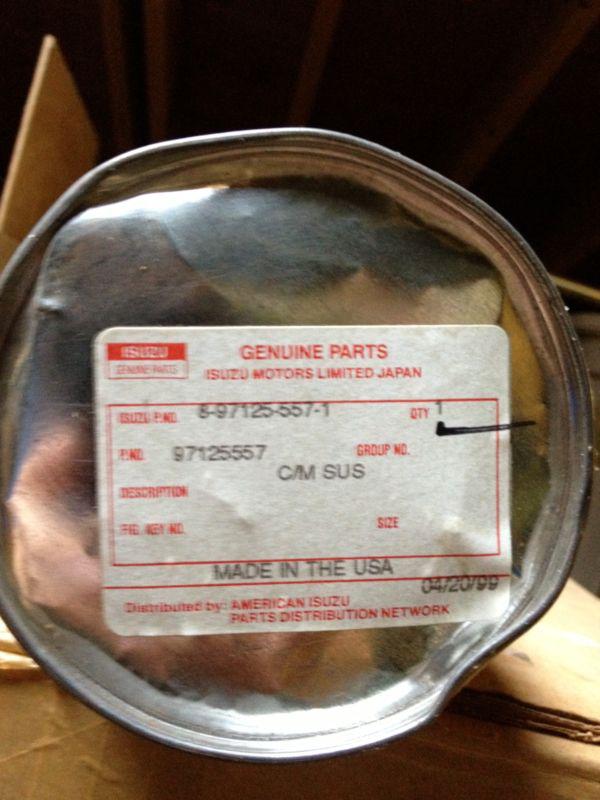 ISUZU
GENUINE PARTS
GENUINE PARTS
ISUZU MOTORS LIMITED JAPAN
ISUZU P.NO. 8-97125-557-1 QTY 1
P.NO. 97125557 GROUP NO.
C/M SUS
DESCRIPTION
FIG. KEY NO. SIZE
MADE IN THE USA
04/20/99
Distributed by: AMERICAN ISUZU
PARTS DISTRIBUTION NETWORK